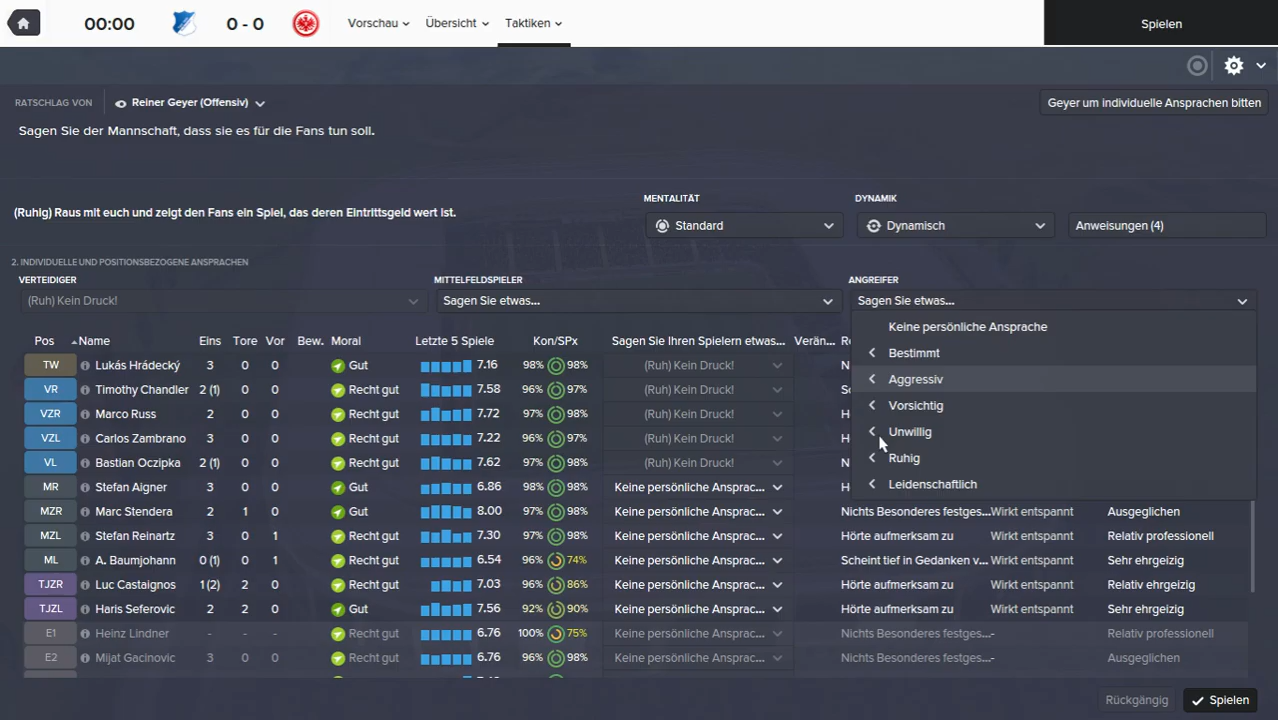 00:00 0 - 0 Vorschau Übersicht Taktiken Spielen
RATSCHLAG VON Reiner Geyer (Offensiv) Geyer um individuelle Ansprachen bitten
Sagen Sie der Mannschaft, dass sie es für die Fans tun soll.
MENTALITÄT DYNAMIK
(Ruhig) Raus mit euch und zeigt den Fans ein Spiel, das deren Eintrittsgeld wert ist.
Standard Dynamisch Anweisungen (4)
2. INDIVIDUELLE UND POSITIONSBEZOGENE ANSPRACHEN
VERTEIDIGER MITTELFELDSPIELER ANGREIFER
(Ruh) Kein Druck! Sagen Sie etwas... Sagen Sie etwas...
Keine persönliche Ansprache
Bestimmt
Aggressiv
Vorsichtig
Unwillig
Ruhig
Leidenschaftlich
Pos Name Eins Tore Vor Bew. Moral Letzte 5 Spiele Kon/SPx Sagen Sie Ihren Spielern etwas... Verän...
TW Lukás Hrádecký 3 0 0 Gut 7.16 98% 98% (Ruh) Kein Druck!
VR Timothy Chandler 2 (1) 0 0 Recht gut 7.58 96% 97% (Ruh) Kein Druck!
VZR Marco Russ 2 0 0 Recht gut 7.72 97% 98% (Ruh) Kein Druck!
VZL Carlos Zambrano 3 0 0 Recht gut 7.22 96% 97% (Ruh) Kein Druck!
VL Bastian Oczipka 2 (1) 0 0 Recht gut 7.62 97% 98% (Ruh) Kein Druck!
MR Stefan Aigner 3 0 0 Gut 6.86 98% 98% Keine persönliche Ansprac...
MZR Marc Stendera 2 1 0 Gut 8.00 97% 98% Keine persönliche Ansprac... Nichts Besonderes festges... Wirkt entspannt Ausgeglichen
MZL Stefan Reinartz 3 0 1 Recht gut 7.30 96% 98% Keine persönliche Ansprac... Hörte aufmerksam zu Wirkt entspannt Relativ professionell
ML A. Baumjohann 0 (1) 0 1 Recht gut 6.54 96% 74% Keine persönliche Ansprac... Scheint tief in Gedanken v... Wirkt entspannt Sehr ehrgeizig
TJZR Luc Castaignos 1 (2) 2 0 Recht gut 7.03 96% 86% Keine persönliche Ansprac... Hörte aufmerksam zu Wirkt entspannt Relativ ehrgeizig
TJZL Haris Seferovic 2 2 0 Gut 7.56 92% 90% Keine persönliche Ansprac... Hörte aufmerksam zu Wirkt entspannt Sehr ehrgeizig
E1 Heinz Lindner - - - Recht gut 6.76 100% 75% Keine persönliche Ansprac... Nichts Besonderes festges... - Relativ professionell
E2 Mijat Gacinovic 3 0 0 Recht gut 6.76 96% 98% Keine persönliche Ansprac... Nichts Besonderes festges... - Ausgeglichen
Rückgängig Spielen